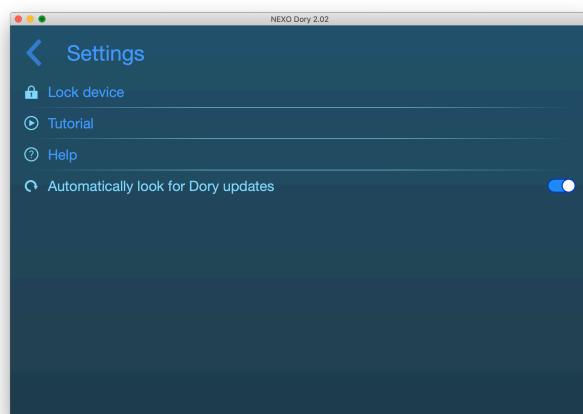 NEXO Dory 2.02
Settings
Lock device
Tutorial
Help
Automatically look for Dory updates